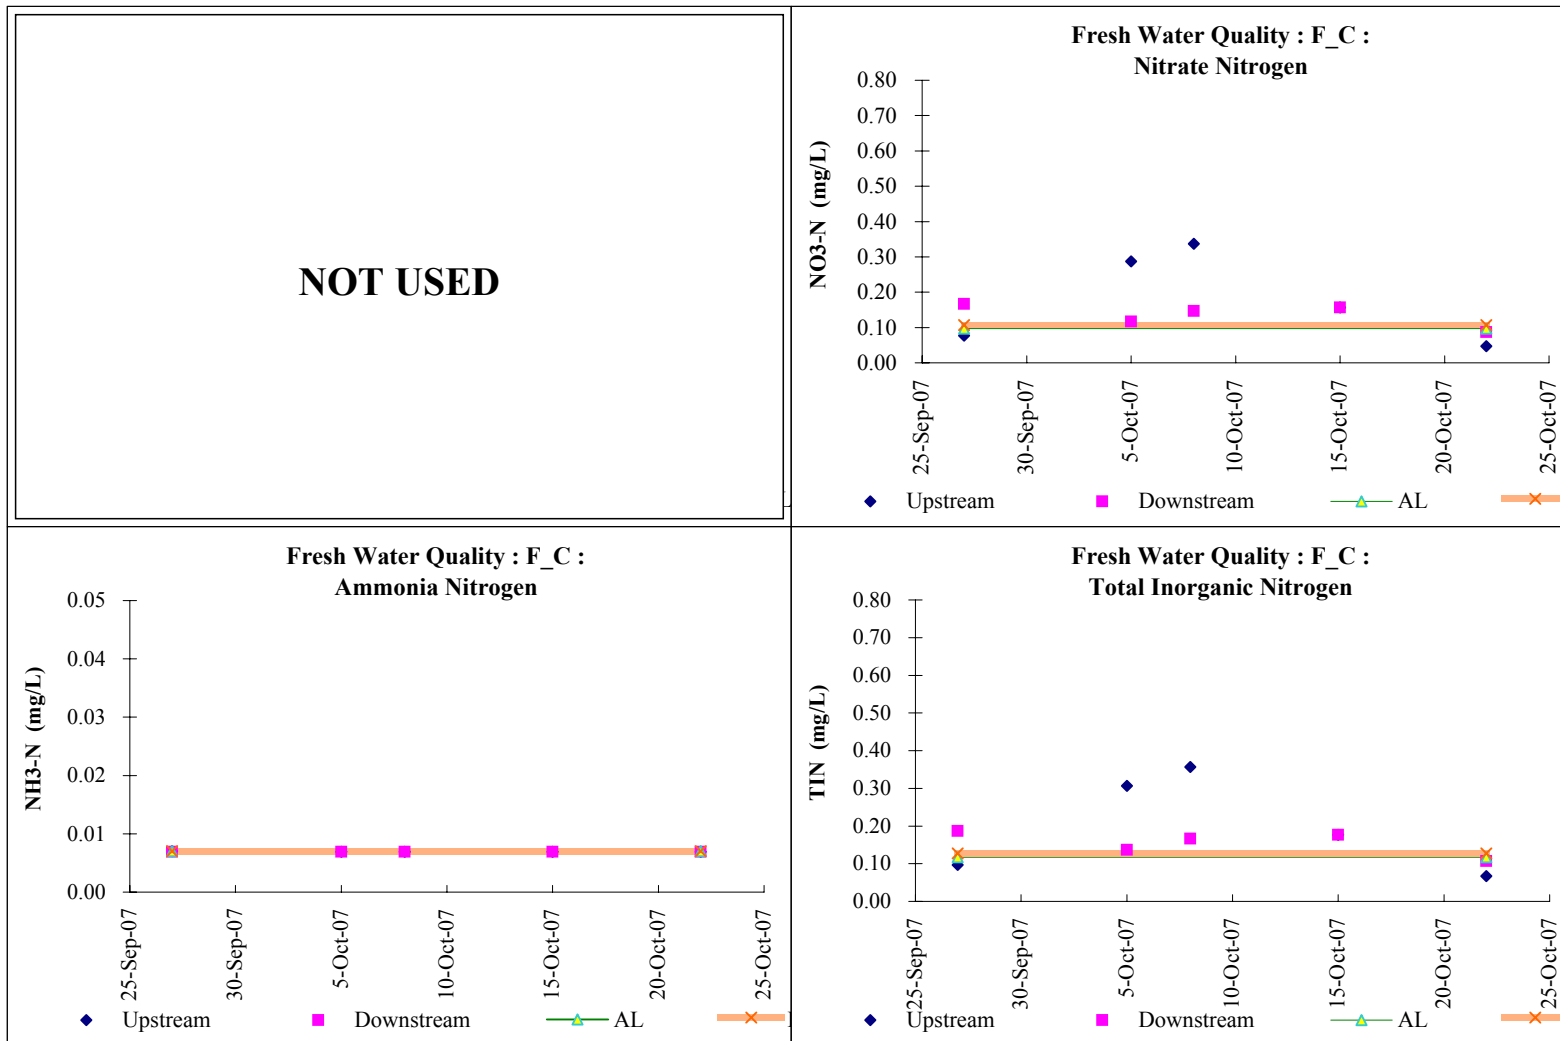 NOT USED
Fresh Water Quality : F_C :
Nitrate Nitrogen
NO3-N (mg/L)
0.80
0.70
0.60
0.50
0.40
0.30
0.20
0.10
0.00
25-Sep-07
30-Sep-07
5-Oct-07
10-Oct-07
15-Oct-07
20-Oct-07
25-Oct-07
Upstream Downstream AL
Fresh Water Quality : F_C :
Ammonia Nitrogen
NH3-N (mg/L)
0.05
0.04
0.03
0.02
0.01
0.00
25-Sep-07
30-Sep-07
5-Oct-07
10-Oct-07
15-Oct-07
20-Oct-07
25-Oct-07
Upstream Downstream AL
Fresh Water Quality : F_C :
Total Inorganic Nitrogen
TIN (mg/L)
0.80
0.70
0.60
0.50
0.40
0.30
0.20
0.10
0.00
25-Sep-07
30-Sep-07
5-Oct-07
10-Oct-07
15-Oct-07
20-Oct-07
25-Oct-07
Upstream Downstream AL